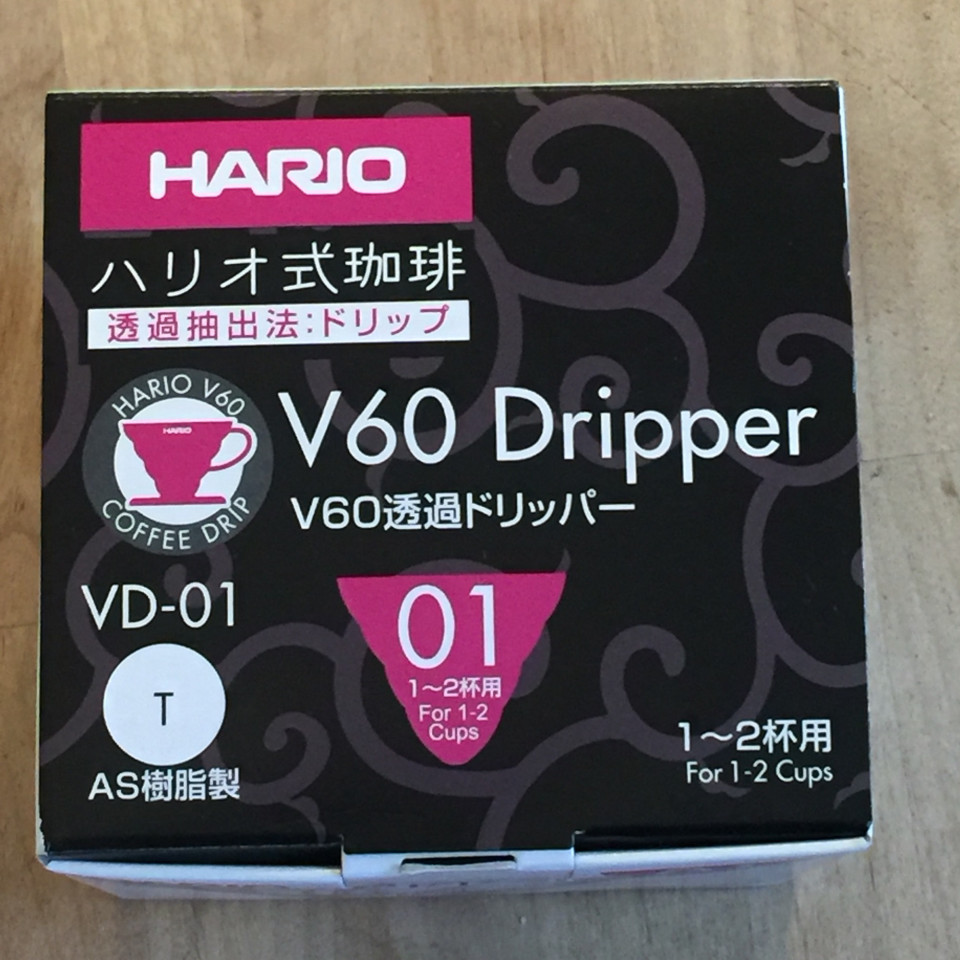 HARIO
ハリオ式珈琲
透過抽出法:ドリップ
HARIO V60
HARIO
COFFEE DRIP
V60 Dripper
V60透過ドリッパー
VD-01
T
AS樹脂製
01
1〜2杯用
For 1-2
Cups
1〜2杯用
For 1-2 Cups